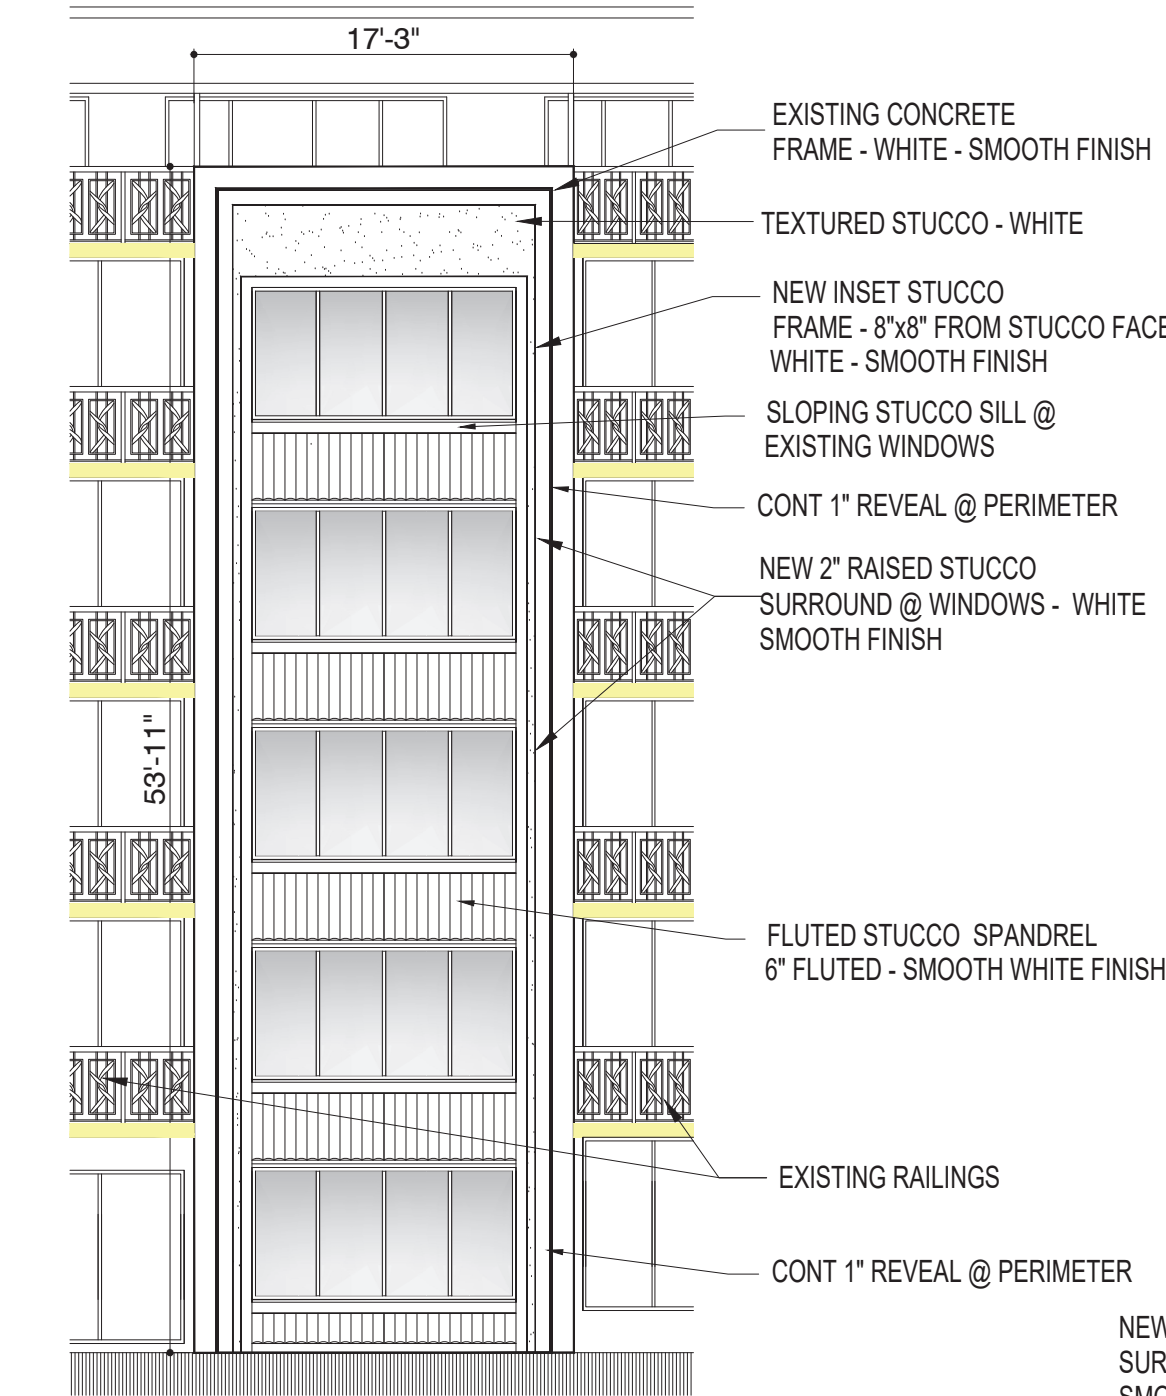 17'-3"
EXISTING CONCRETE
FRAME - WHITE - SMOOTH FINISH
TEXTURED STUCCO - WHITE
NEW INSET STUCCO
FRAME - 8"x8" FROM STUCCO FACE
WHITE - SMOOTH FINISH
SLOPING STUCCO SILL @
EXISTING WINDOWS
CONT 1" REVEAL @ PERIMETER
NEW 2" RAISED STUCCO
SURROUND @ WINDOWS - WHITE
SMOOTH FINISH
53'-11"
FLUTED STUCCO SPANDREL
6" FLUTED - SMOOTH WHITE FINISH
EXISTING RAILINGS
CONT 1" REVEAL @ PERIMETER
NEW